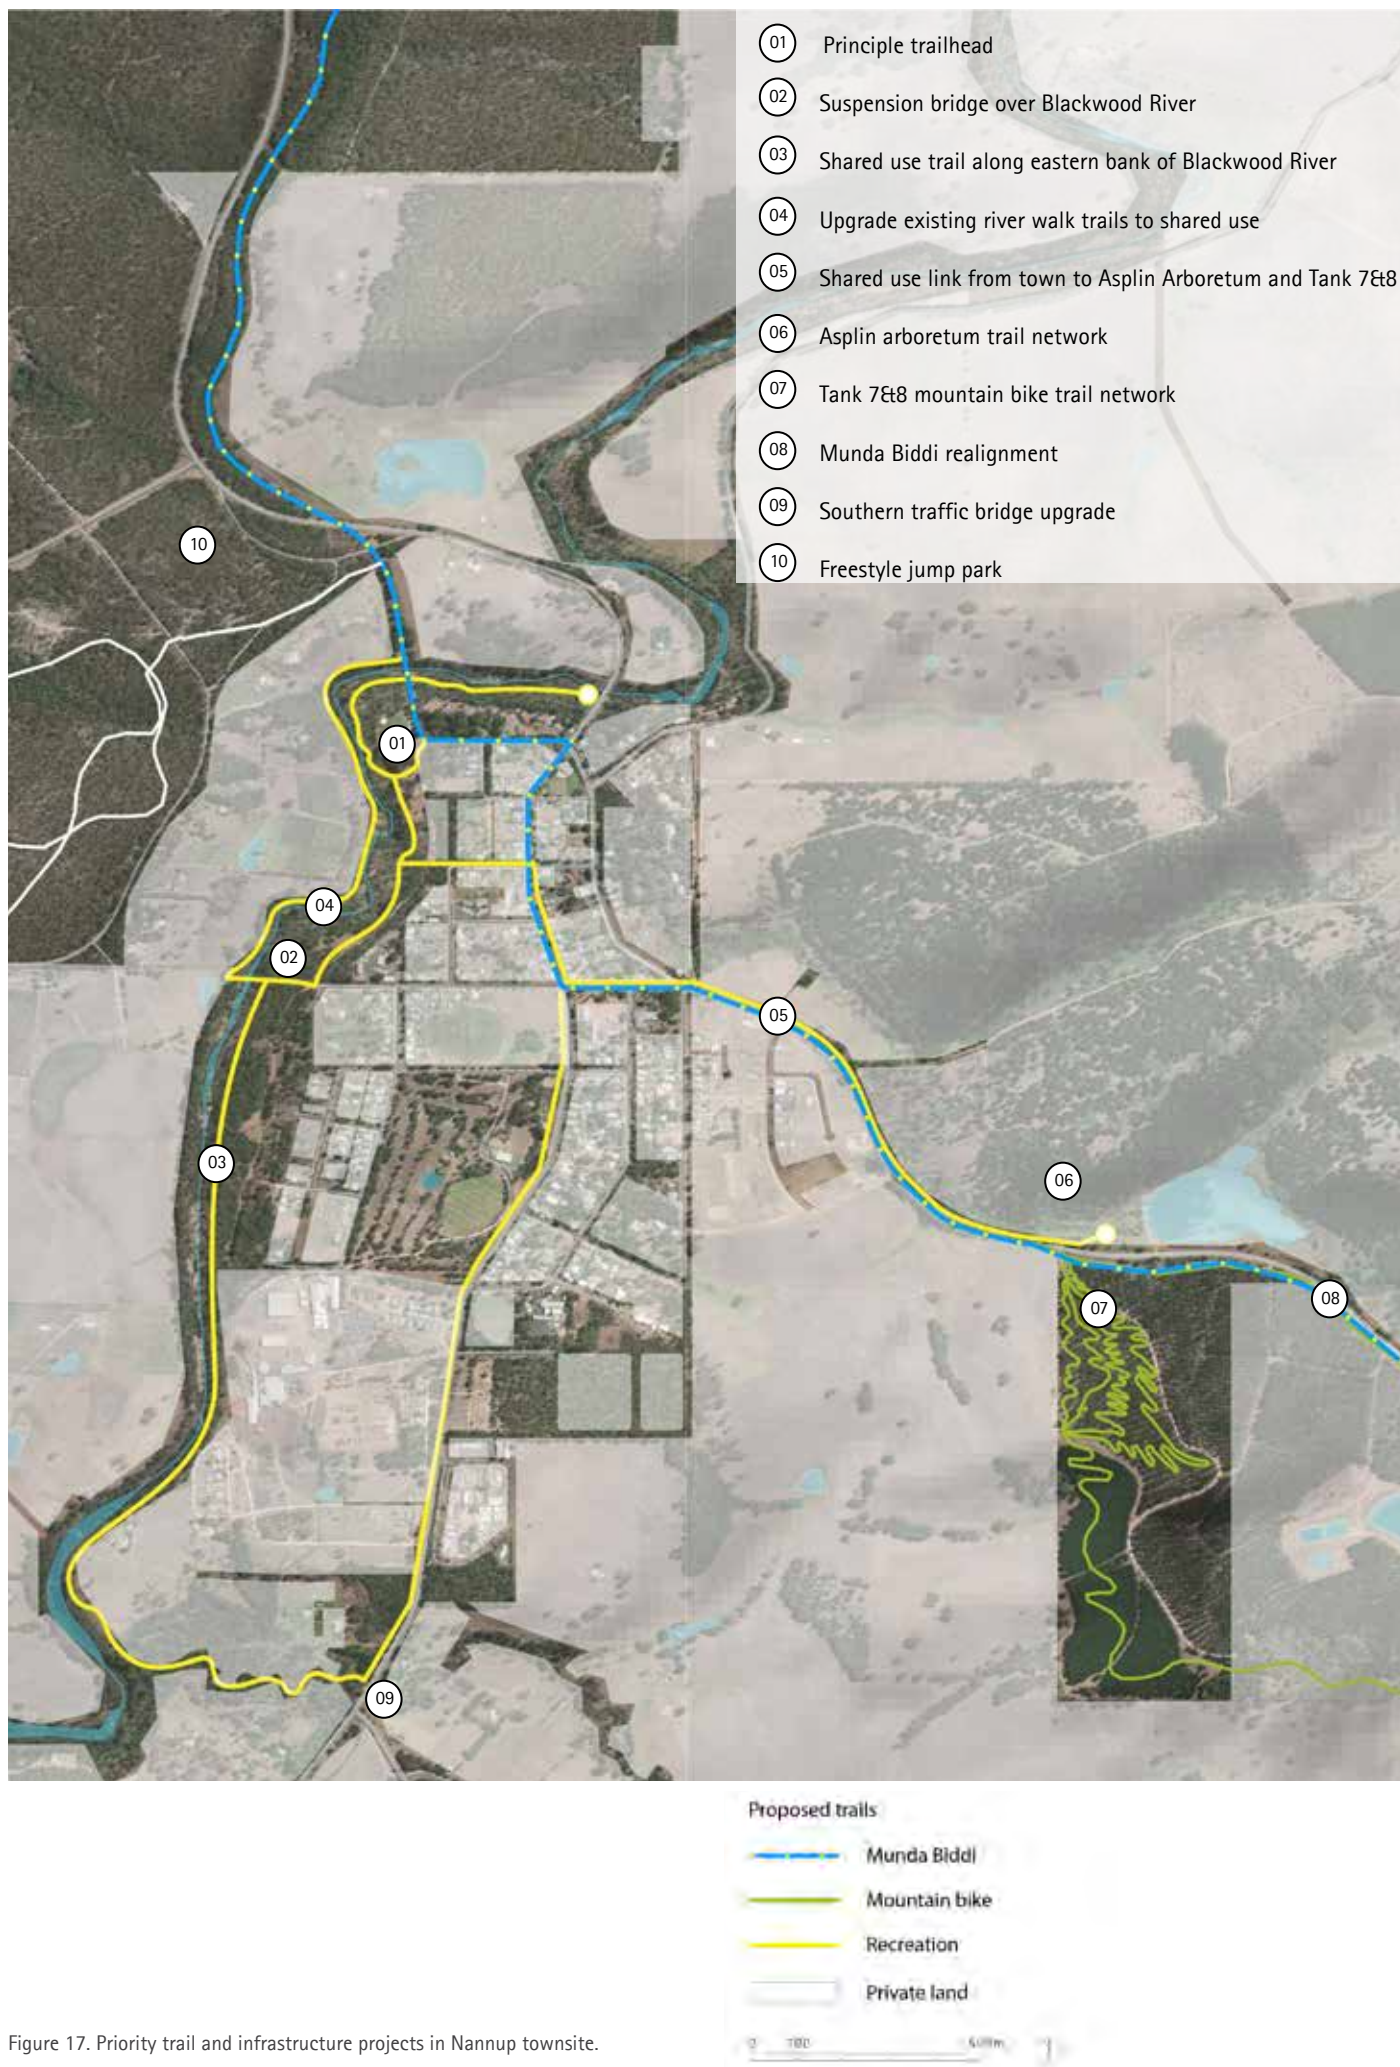 01 Principle trailhead
02 Suspension bridge over Blackwood River
03 Shared use trail along eastern bank of Blackwood River
04 Upgrade existing river walk trails to shared use
05 Shared use link from town to Asplin Arboretum and Tank 7&8
06 Asplin arboretum trail network
07 Tank 7&8 mountain bike trail network
08 Munda Biddi realignment
09 Southern traffic bridge upgrade
10 Freestyle jump park
10
01
04
02
05
03
06
07
08
09
Proposed trails
Munda Biddi
Mountain bike
Recreation
Private land
0
Figure 17. Priority trail and infrastructure projects in Nannup townsite.